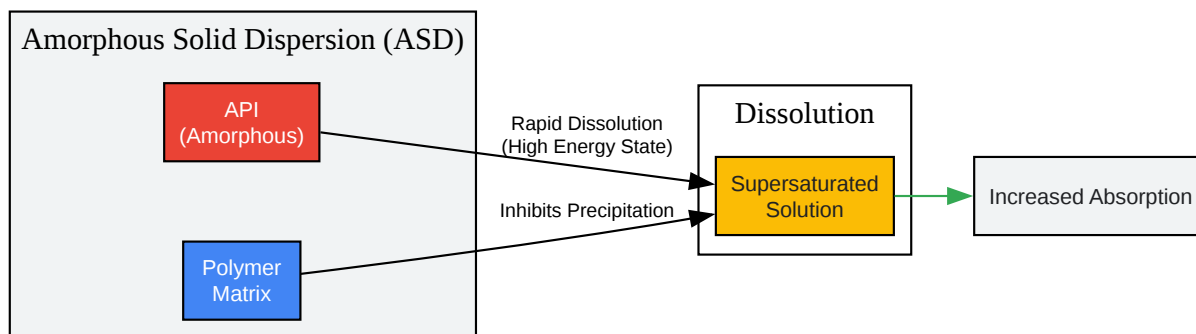 Amorphous Solid Dispersion (ASD)
API
(Amorphous)
Rapid Dissolution
(High Energy State)
Dissolution
Supersaturated
Solution
Increased Absorption
Inhibits Precipitation
Polymer
Matrix